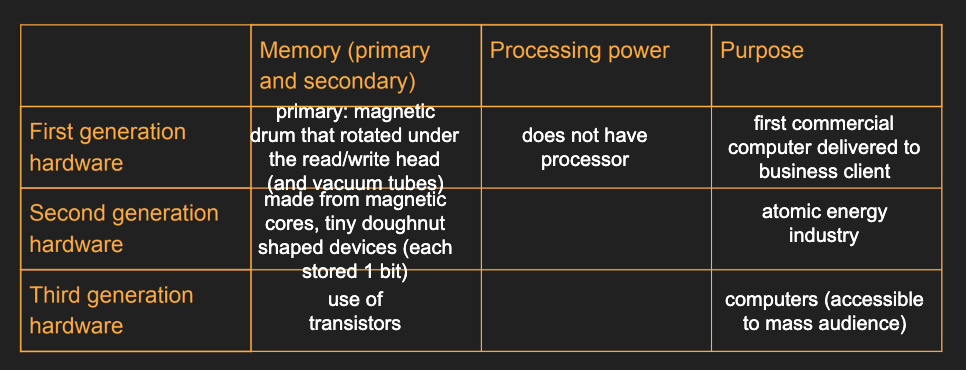 Memory (primary
and secondary)
Processing power
Purpose
First generation
hardware
primary: magnetic
drum that rotated under
the read/write head
(and vacuum tubes)
does not have
processor
first commercial
computer delivered to
business client
Second generation
hardware
made from magnetic
cores, tiny doughnut
shaped devices (each
stored 1 bit)
atomic energy
industry
Third generation
hardware
use of
transistors
computers (accessible
to mass audience)